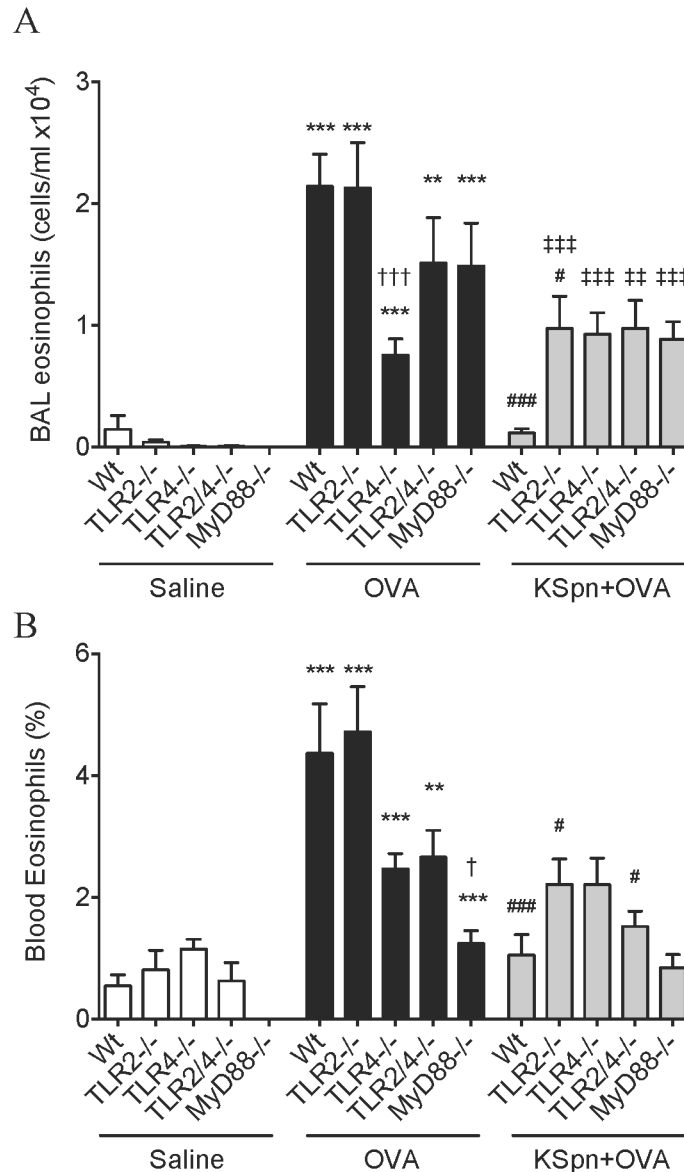 A
BAL eosinophils (cells/ml x10⁴)
3
2
1
0
*** ***
††† ***
** ***
###
‡‡‡ #
‡‡‡ ‡‡ ‡‡‡
Wt TLR2-/- TLR4-/- TLR2/4-/- MyD88-/- Wt TLR2-/- TLR4-/- TLR2/4-/- MyD88-/- Wt TLR2-/- TLR4-/- TLR2/4-/- MyD88-/-
Saline OVA KSpn+OVA
B
Blood Eosinophils (%)
6
4
2
0
*** ***
***
**
†
***
###
#
#
Wt TLR2-/- TLR4-/- TLR2/4-/- MyD88-/- Wt TLR2-/- TLR4-/- TLR2/4-/- MyD88-/- Wt TLR2-/- TLR4-/- TLR2/4-/- MyD88-/-
Saline OVA KSpn+OVA